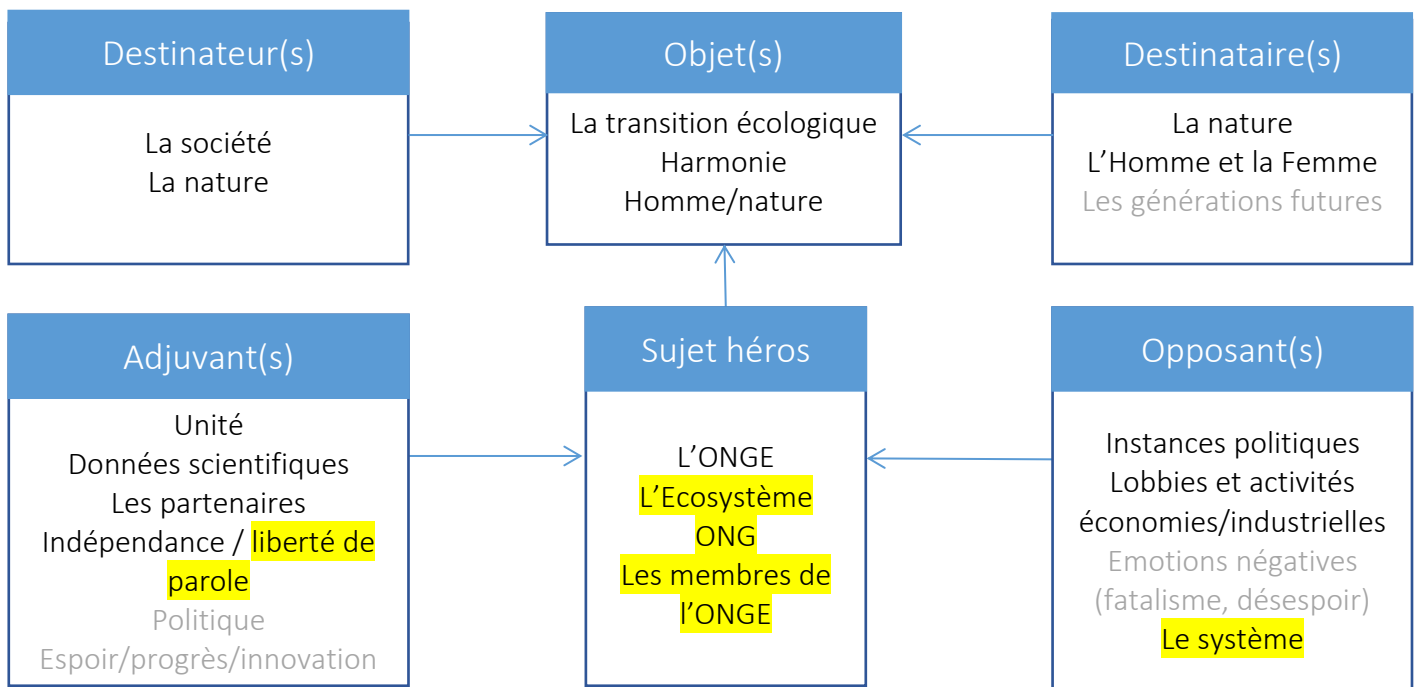 Destinateur(s)
La société
La nature
Objet(s)
La transition écologique
Harmonie
Homme/nature
Destinataire(s)
La nature
L’Homme et la Femme
Les générations futures
Adjuvant(s)
Unité
Données scientifiques
Les partenaires
Indépendance / liberté de
parole
Politique
Espoir/progrès/innovation
Sujet héros
L’ONGE
L’Ecosystème
ONG
Les membres de
l’ONGE
Opposant(s)
Instances politiques
Lobbies et activités
économies/industrielles
Emotions négatives
(fatalisme, désespoir)
Le système